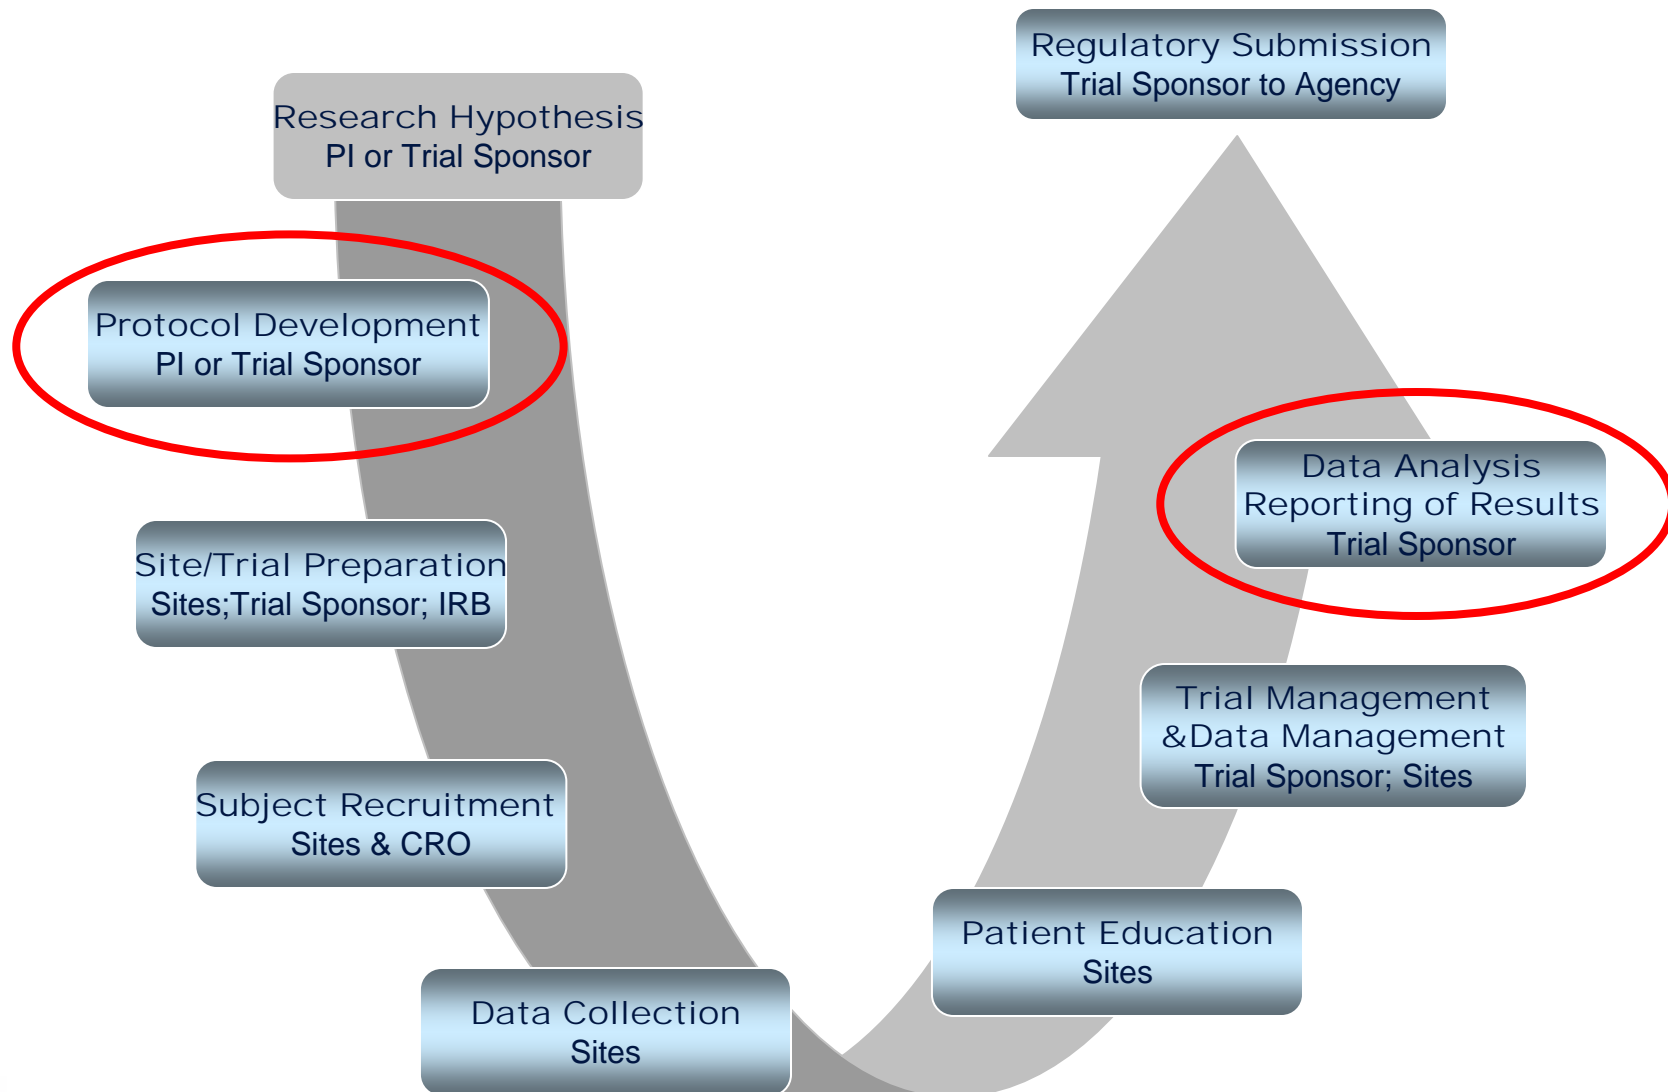 Research Hypothesis
PI or Trial Sponsor
Protocol Development
PI or Trial Sponsor
Site/Trial Preparation
Sites;Trial Sponsor; IRB
Subject Recruitment
Sites & CRO
Data Collection
Sites
Patient Education
Sites
Trial Management
&Data Management
Trial Sponsor; Sites
Data Analysis
Reporting of Results
Trial Sponsor
Regulatory Submission
Trial Sponsor to Agency